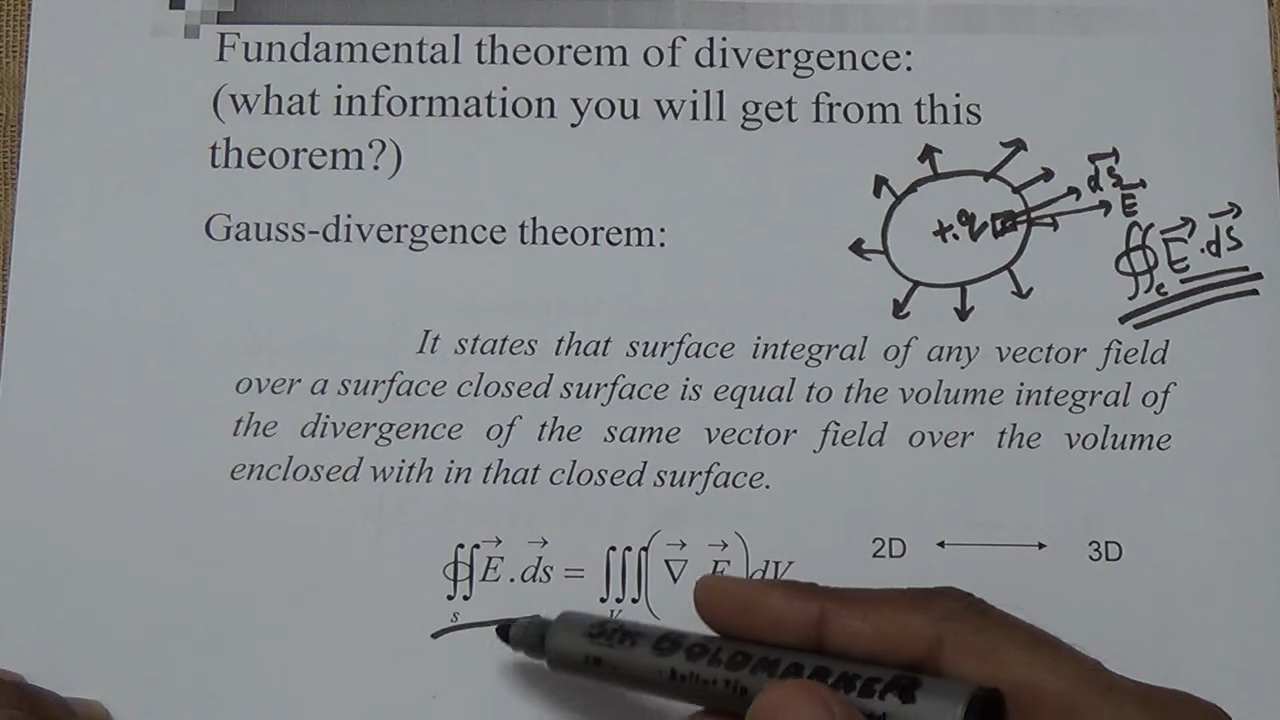 Fundamental theorem of divergence:
(what information you will get from this
theorem?)
Gauss-divergence theorem:
+q
dS
E
∯ E . dS
It states that surface integral of any vector field
over a surface closed surface is equal to the volume integral of
the divergence of the same vector field over the volume
enclosed with in that closed surface.
∯ E . ds = ∭ ( ∇ E ) dV
s V
2D 3D
GOLDMARKER
Bullet Tip